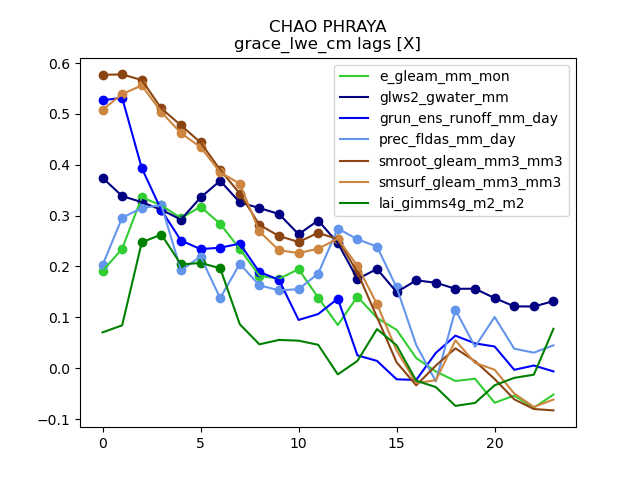 CHAO PHRAYA
grace_lwe_cm lags [X]
0.6
0.5
0.4
0.3
0.2
0.1
0.0
−0.1
0
5
10
15
20
e_gleam_mm_mon
glws2_gwater_mm
grun_ens_runoff_mm_day
prec_fldas_mm_day
smroot_gleam_mm3_mm3
smsurf_gleam_mm3_mm3
lai_gimms4g_m2_m2